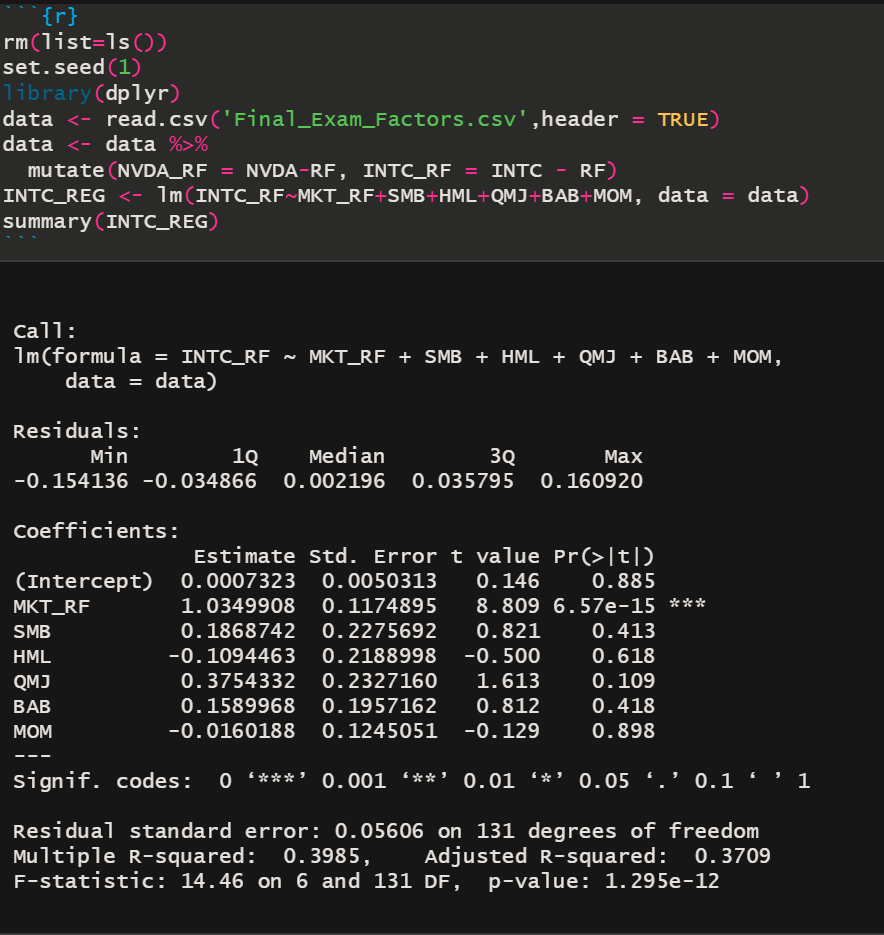 ```{r}
rm(list=ls())
set.seed(1)
library(dplyr)
data <- read.csv('Final_Exam_Factors.csv',header = TRUE)
data <- data %>%
  mutate(NVDA_RF = NVDA-RF, INTC_RF = INTC - RF)
INTC_REG <- lm(INTC_RF~MKT_RF+SMB+HML+QMJ+BAB+MOM, data = data)
summary(INTC_REG)
```
Call:
lm(formula = INTC_RF ~ MKT_RF + SMB + HML + QMJ + BAB + MOM,
    data = data)
Residuals:
      Min        1Q    Median        3Q       Max
-0.154136 -0.034866  0.002196  0.035795  0.160920
Coefficients:
              Estimate Std. Error t value Pr(>|t|)
(Intercept)  0.0007323  0.0050313   0.146    0.885
MKT_RF       1.0349908  0.1174895   8.809 6.57e-15 ***
SMB          0.1868742  0.2275692   0.821    0.413
HML         -0.1094463  0.2188998  -0.500    0.618
QMJ          0.3754332  0.2327160   1.613    0.109
BAB          0.1589968  0.1957162   0.812    0.418
MOM         -0.0160188  0.1245051  -0.129    0.898
---
Signif. codes:  0 ‘***’ 0.001 ‘**’ 0.01 ‘*’ 0.05 ‘.’ 0.1 ‘ ’ 1
Residual standard error: 0.05606 on 131 degrees of freedom
Multiple R-squared:  0.3985,    Adjusted R-squared:  0.3709
F-statistic: 14.46 on 6 and 131 DF,  p-value: 1.295e-12